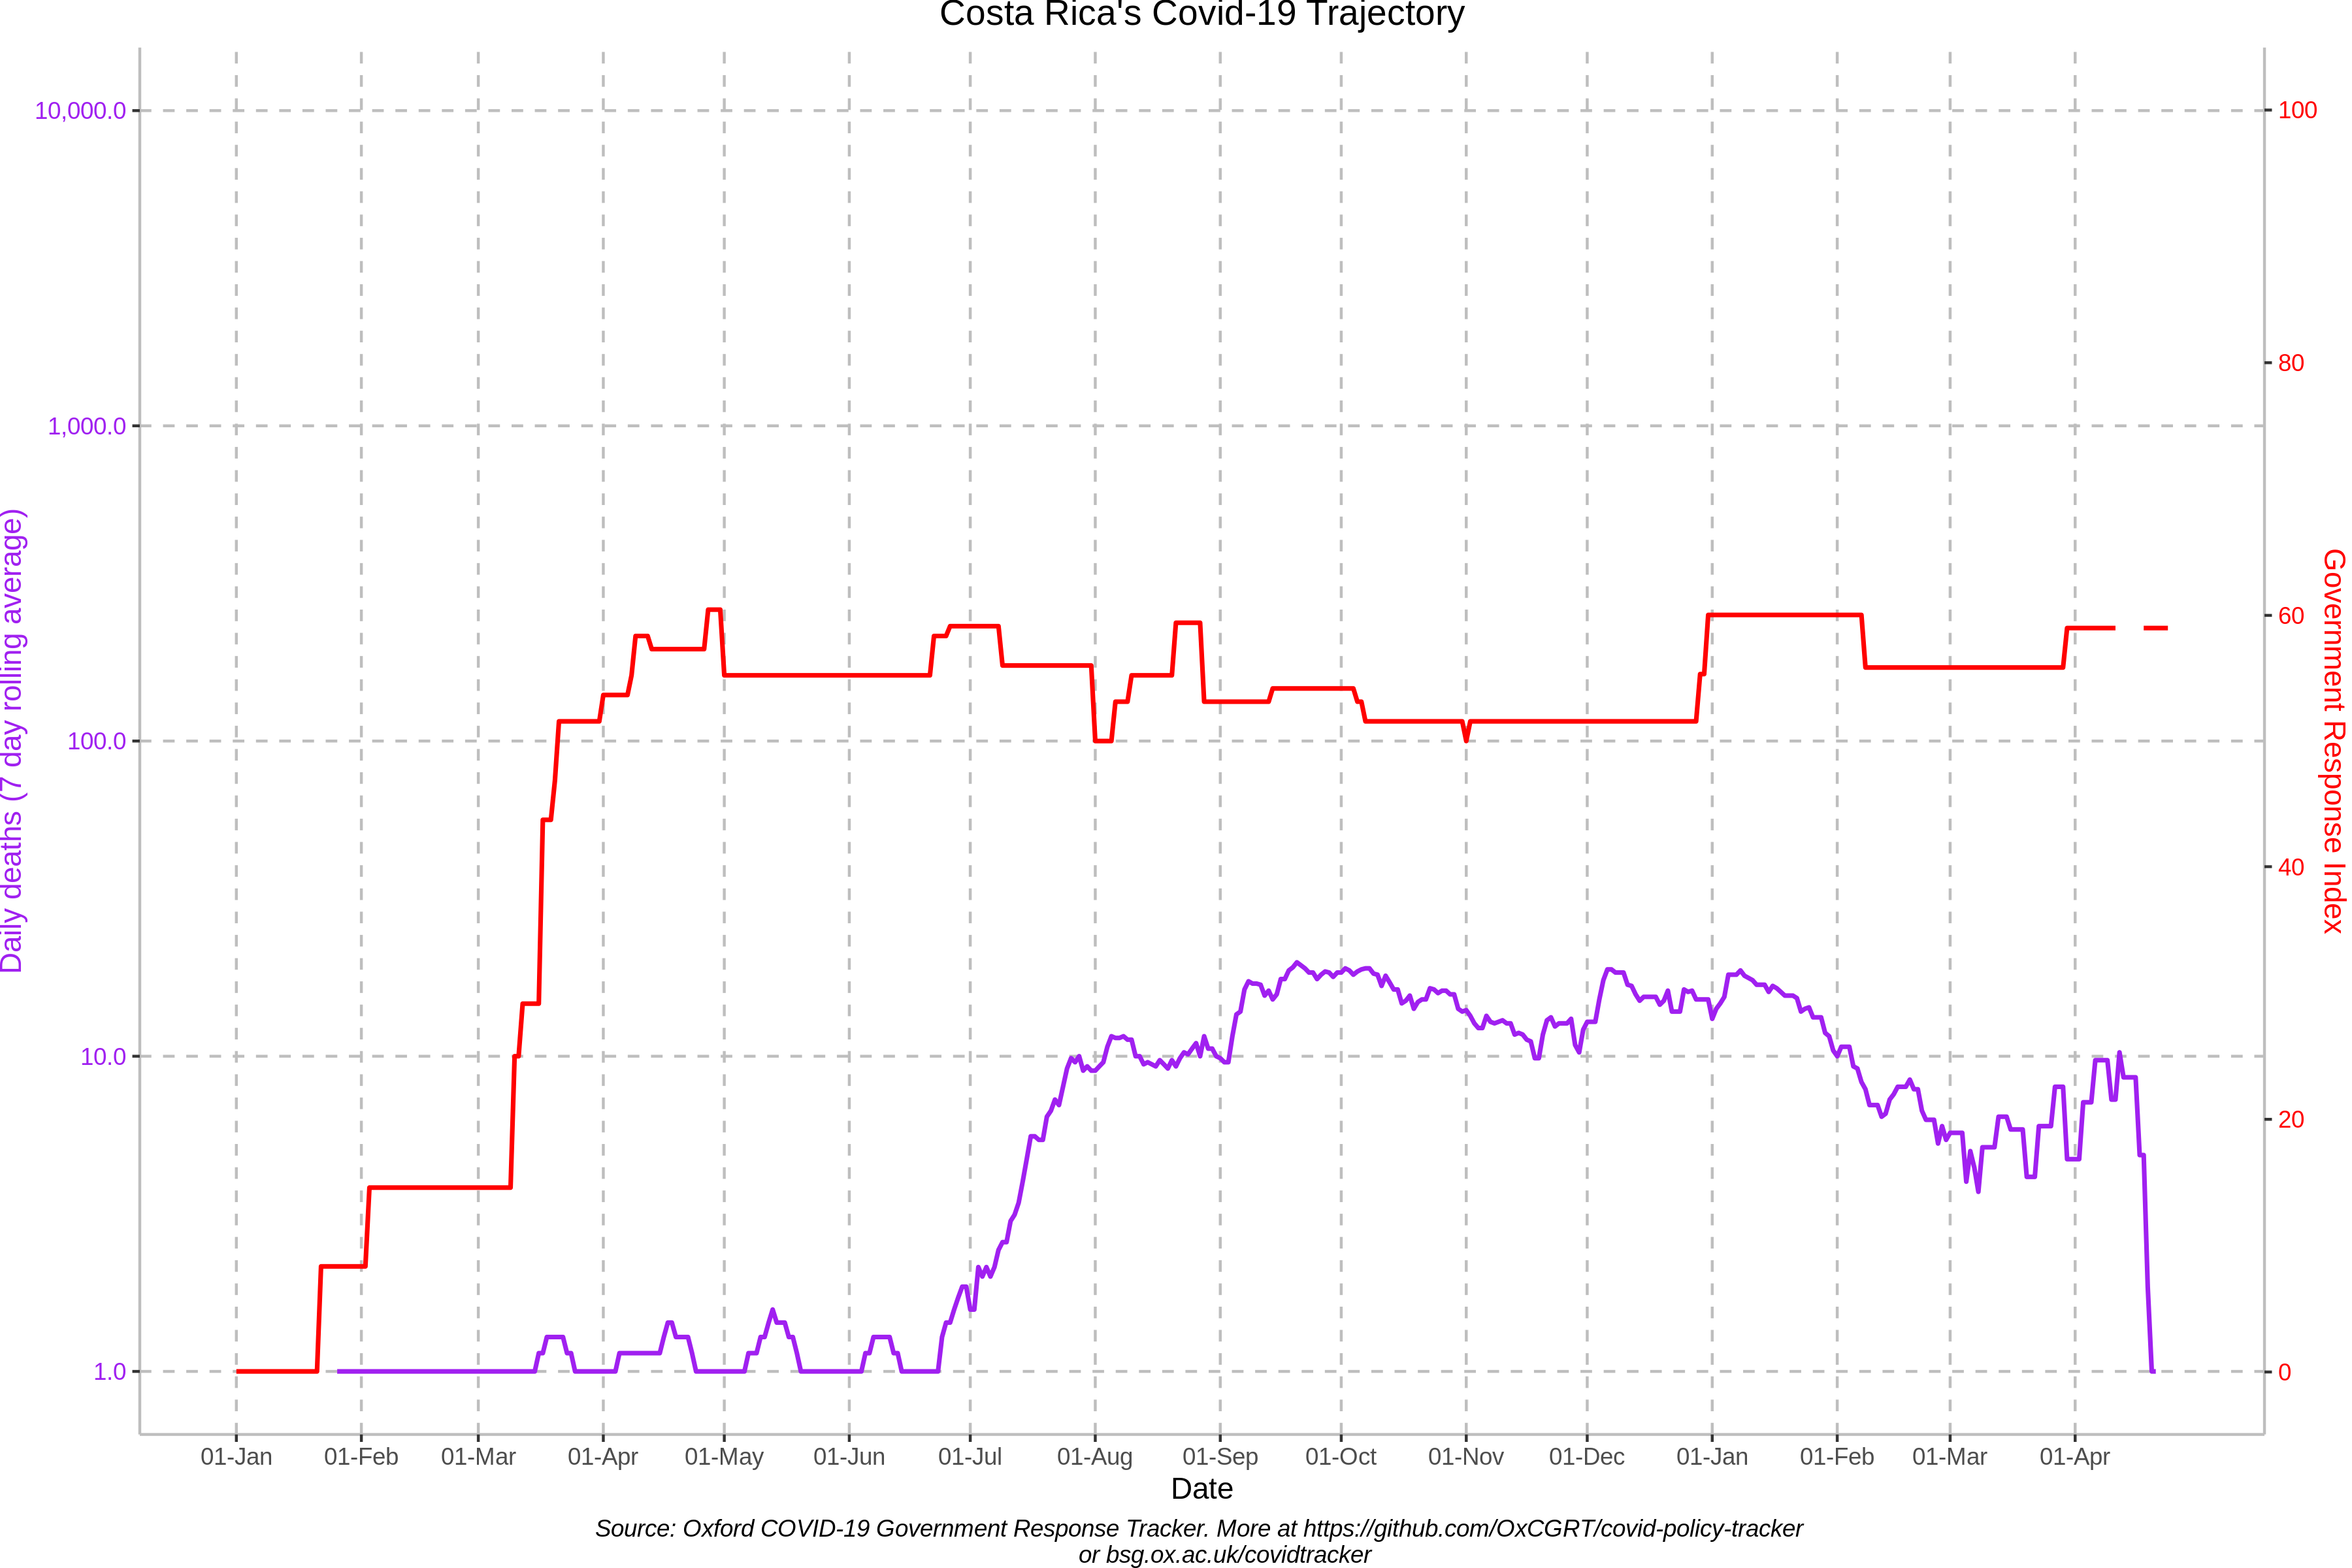 Costa Rica's Covid-19 Trajectory
10,000.0
1,000.0
100.0
10.0
1.0
Daily deaths (7 day rolling average)
100
80
60
40
20
0
Government Response Index
01-Jan 01-Feb 01-Mar 01-Apr 01-May 01-Jun 01-Jul 01-Aug 01-Sep 01-Oct 01-Nov 01-Dec 01-Jan 01-Feb 01-Mar 01-Apr
Date
Source: Oxford COVID-19 Government Response Tracker. More at https://github.com/OxCGRT/covid-policy-tracker
or bsg.ox.ac.uk/covidtracker